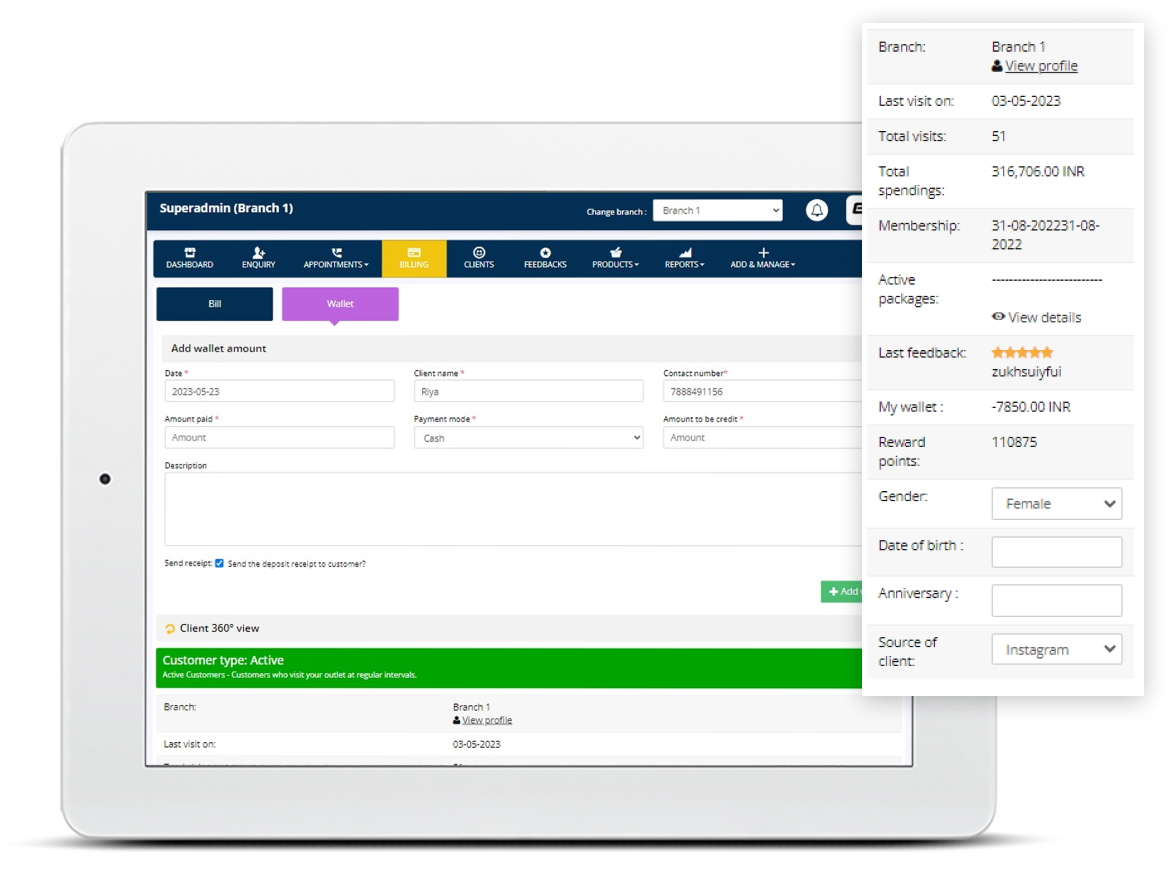 Superadmin (Branch 1)
Change branch :
Branch 1
DASHBOARD
ENQUIRY
APPOINTMENTS
BILLING
CLIENTS
FEEDBACKS
PRODUCTS
REPORTS
ADD & MANAGE
Bill
Wallet
Add wallet amount
Date *
Client name *
Contact number*
2023-05-23
Riya
7888491156
Amount paid *
Payment mode *
Amount to be credit *
Amount
Cash
Amount
Description
Send receipt: Send the deposit receipt to customer?
Add
Client 360° view
Customer type: Active
Active Customers - Customers who visit your outlet at regular intervals.
Branch:
Branch 1
View profile
Last visit on:
03-05-2023
Branch:
Branch 1
View profile
Last visit on:
03-05-2023
Total visits:
51
Total
spendings:
316,706.00 INR
Membership:
31-08-202231-08-
2022
Active
packages:
--------------------------
View details
Last feedback:
zukhsuiyfui
My wallet :
-7850.00 INR
Reward
points:
110875
Gender:
Female
Date of birth :
Anniversary :
Source of
client:
Instagram